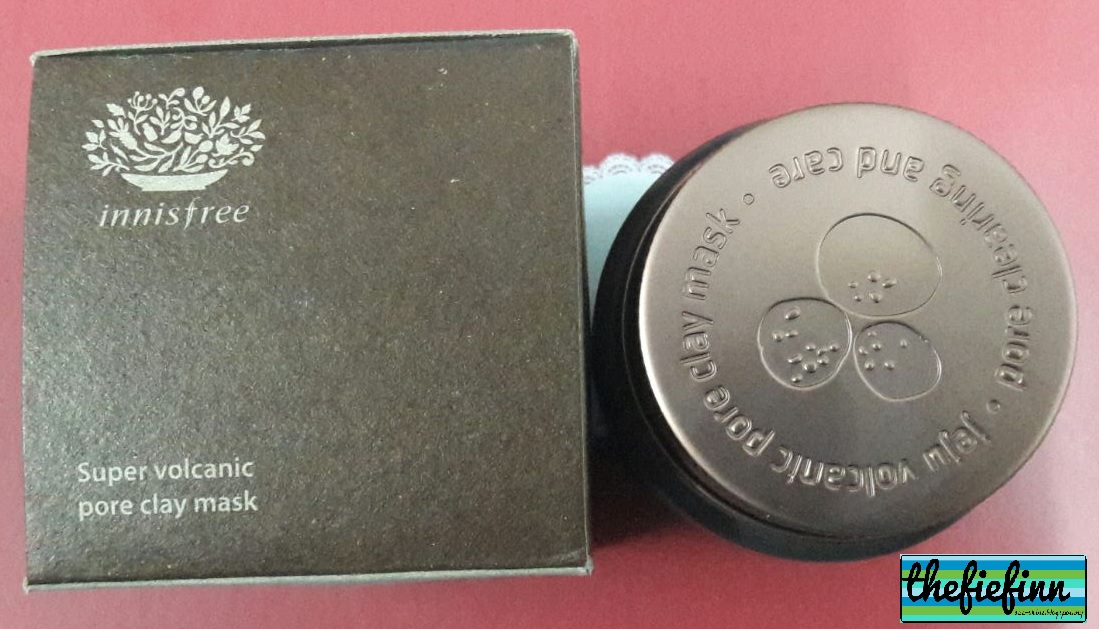 innisfree
Super volcanic
pore clay mask
jeju volcanic pore clay mask • pore clearing and care •
thefiefinn